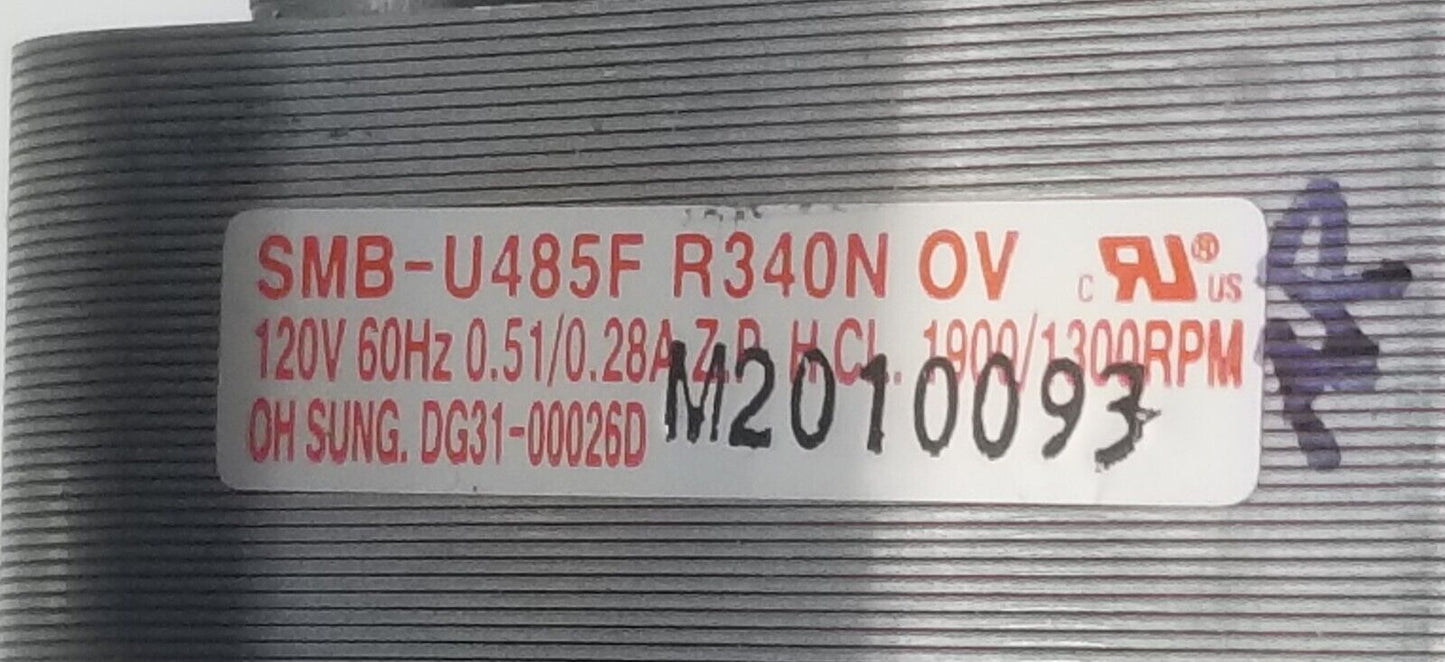 SMB-U485F R340N OV c RU® US
120V 60Hz 0.51/0.28A Z.P. H.CL. 1900/1300RPM
OH SUNG. DG31-00026D M2010093